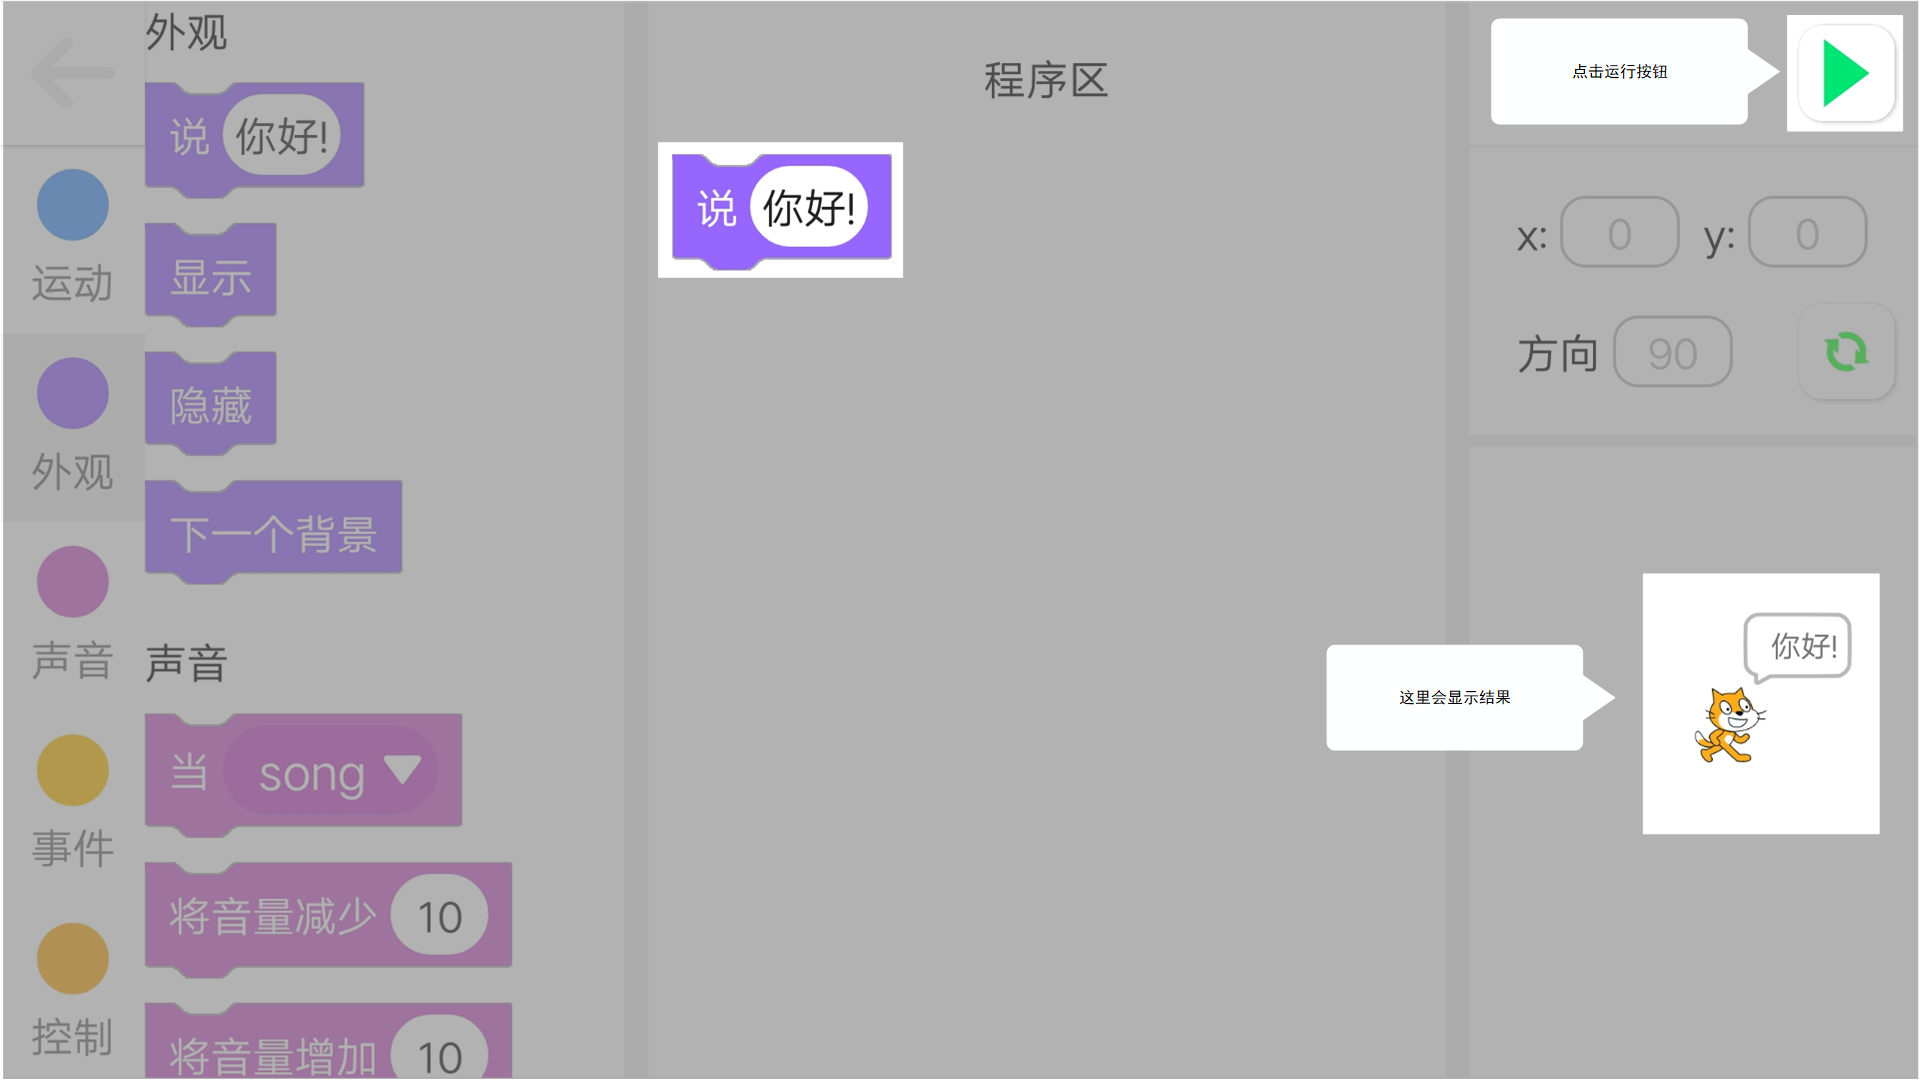 外观
说 你好!
显示
隐藏
下一个背景
声音
当 song
将音量减少 10
将音量增加 10
运动
外观
声音
事件
控制
程序区
说 你好!
点击运行按钮
x: 0 y: 0
方向 90
你好!
这里会显示结果